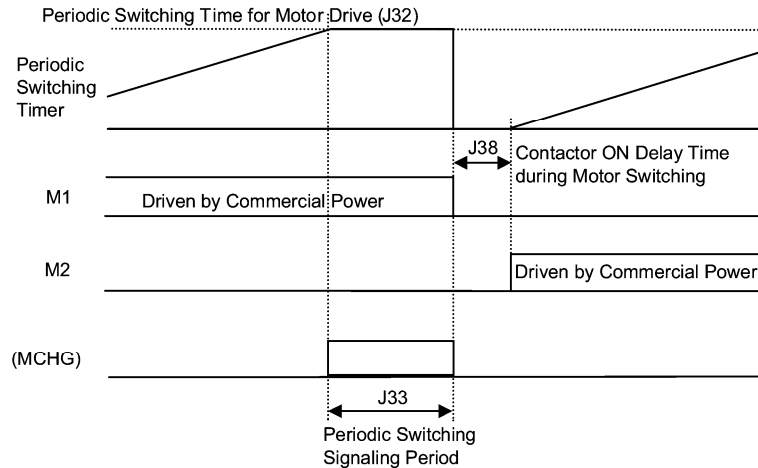 Periodic Switching Time for Motor Drive (J32)
Periodic
Switching
Timer
J38
Contactor ON Delay Time
during Motor Switching
M1
Driven by Commercial Power
M2
Driven by Commercial Power
(MCHG)
J33
Periodic Switching
Signaling Period